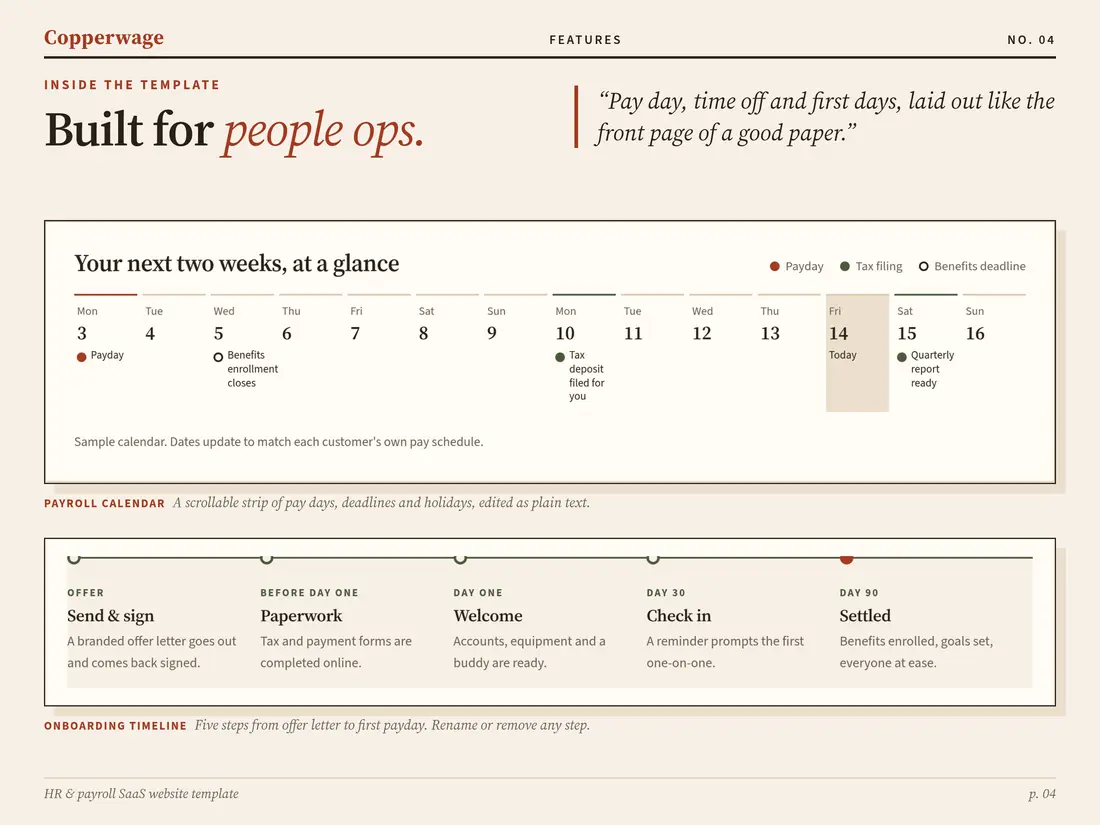 Copperwage
FEATURES
NO. 04
INSIDE THE TEMPLATE
Built for people ops.
“Pay day, time off and first days, laid out like the
front page of a good paper.”
Your next two weeks, at a glance
Payday
Tax filing
Benefits deadline
Mon
3
Payday
Tue
4
Wed
5
Benefits
enrollment
closes
Thu
6
Fri
7
Sat
8
Sun
9
Mon
10
Tax
deposit
filed for
you
Tue
11
Wed
12
Thu
13
Fri
14
Today
Sat
15
Quarterly
report
ready
Sun
16
Sample calendar. Dates update to match each customer's own pay schedule.
PAYROLL CALENDAR A scrollable strip of pay days, deadlines and holidays, edited as plain text.
OFFER
Send & sign
A branded offer letter goes out
and comes back signed.
BEFORE DAY ONE
Paperwork
Tax and payment forms are
completed online.
DAY ONE
Welcome
Accounts, equipment and a
buddy are ready.
DAY 30
Check in
A reminder prompts the first
one-on-one.
DAY 90
Settled
Benefits enrolled, goals set,
everyone at ease.
ONBOARDING TIMELINE Five steps from offer letter to first payday. Rename or remove any step.
HR & payroll SaaS website template
p. 04